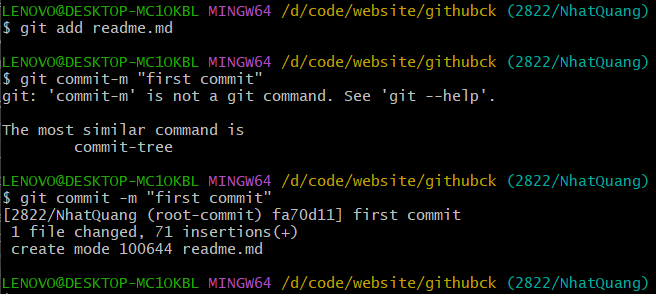 LENOVO@DESKTOP-MC1OKBL MINGW64 /d/code/website/githubck (2822/NhatQuang)
$ git add readme.md
LENOVO@DESKTOP-MC1OKBL MINGW64 /d/code/website/githubck (2822/NhatQuang)
$ git commit-m "first commit"
git: 'commit-m' is not a git command. See 'git --help'.
The most similar command is
commit-tree
LENOVO@DESKTOP-MC1OKBL MINGW64 /d/code/website/githubck (2822/NhatQuang)
$ git commit -m "first commit"
[2822/NhatQuang (root-commit) fa70d11] first commit
1 file changed, 71 insertions(+)
create mode 100644 readme.md
LENOVO@DESKTOP-MC1OKBL MINGW64 /d/code/website/githubck (2822/NhatQuang)